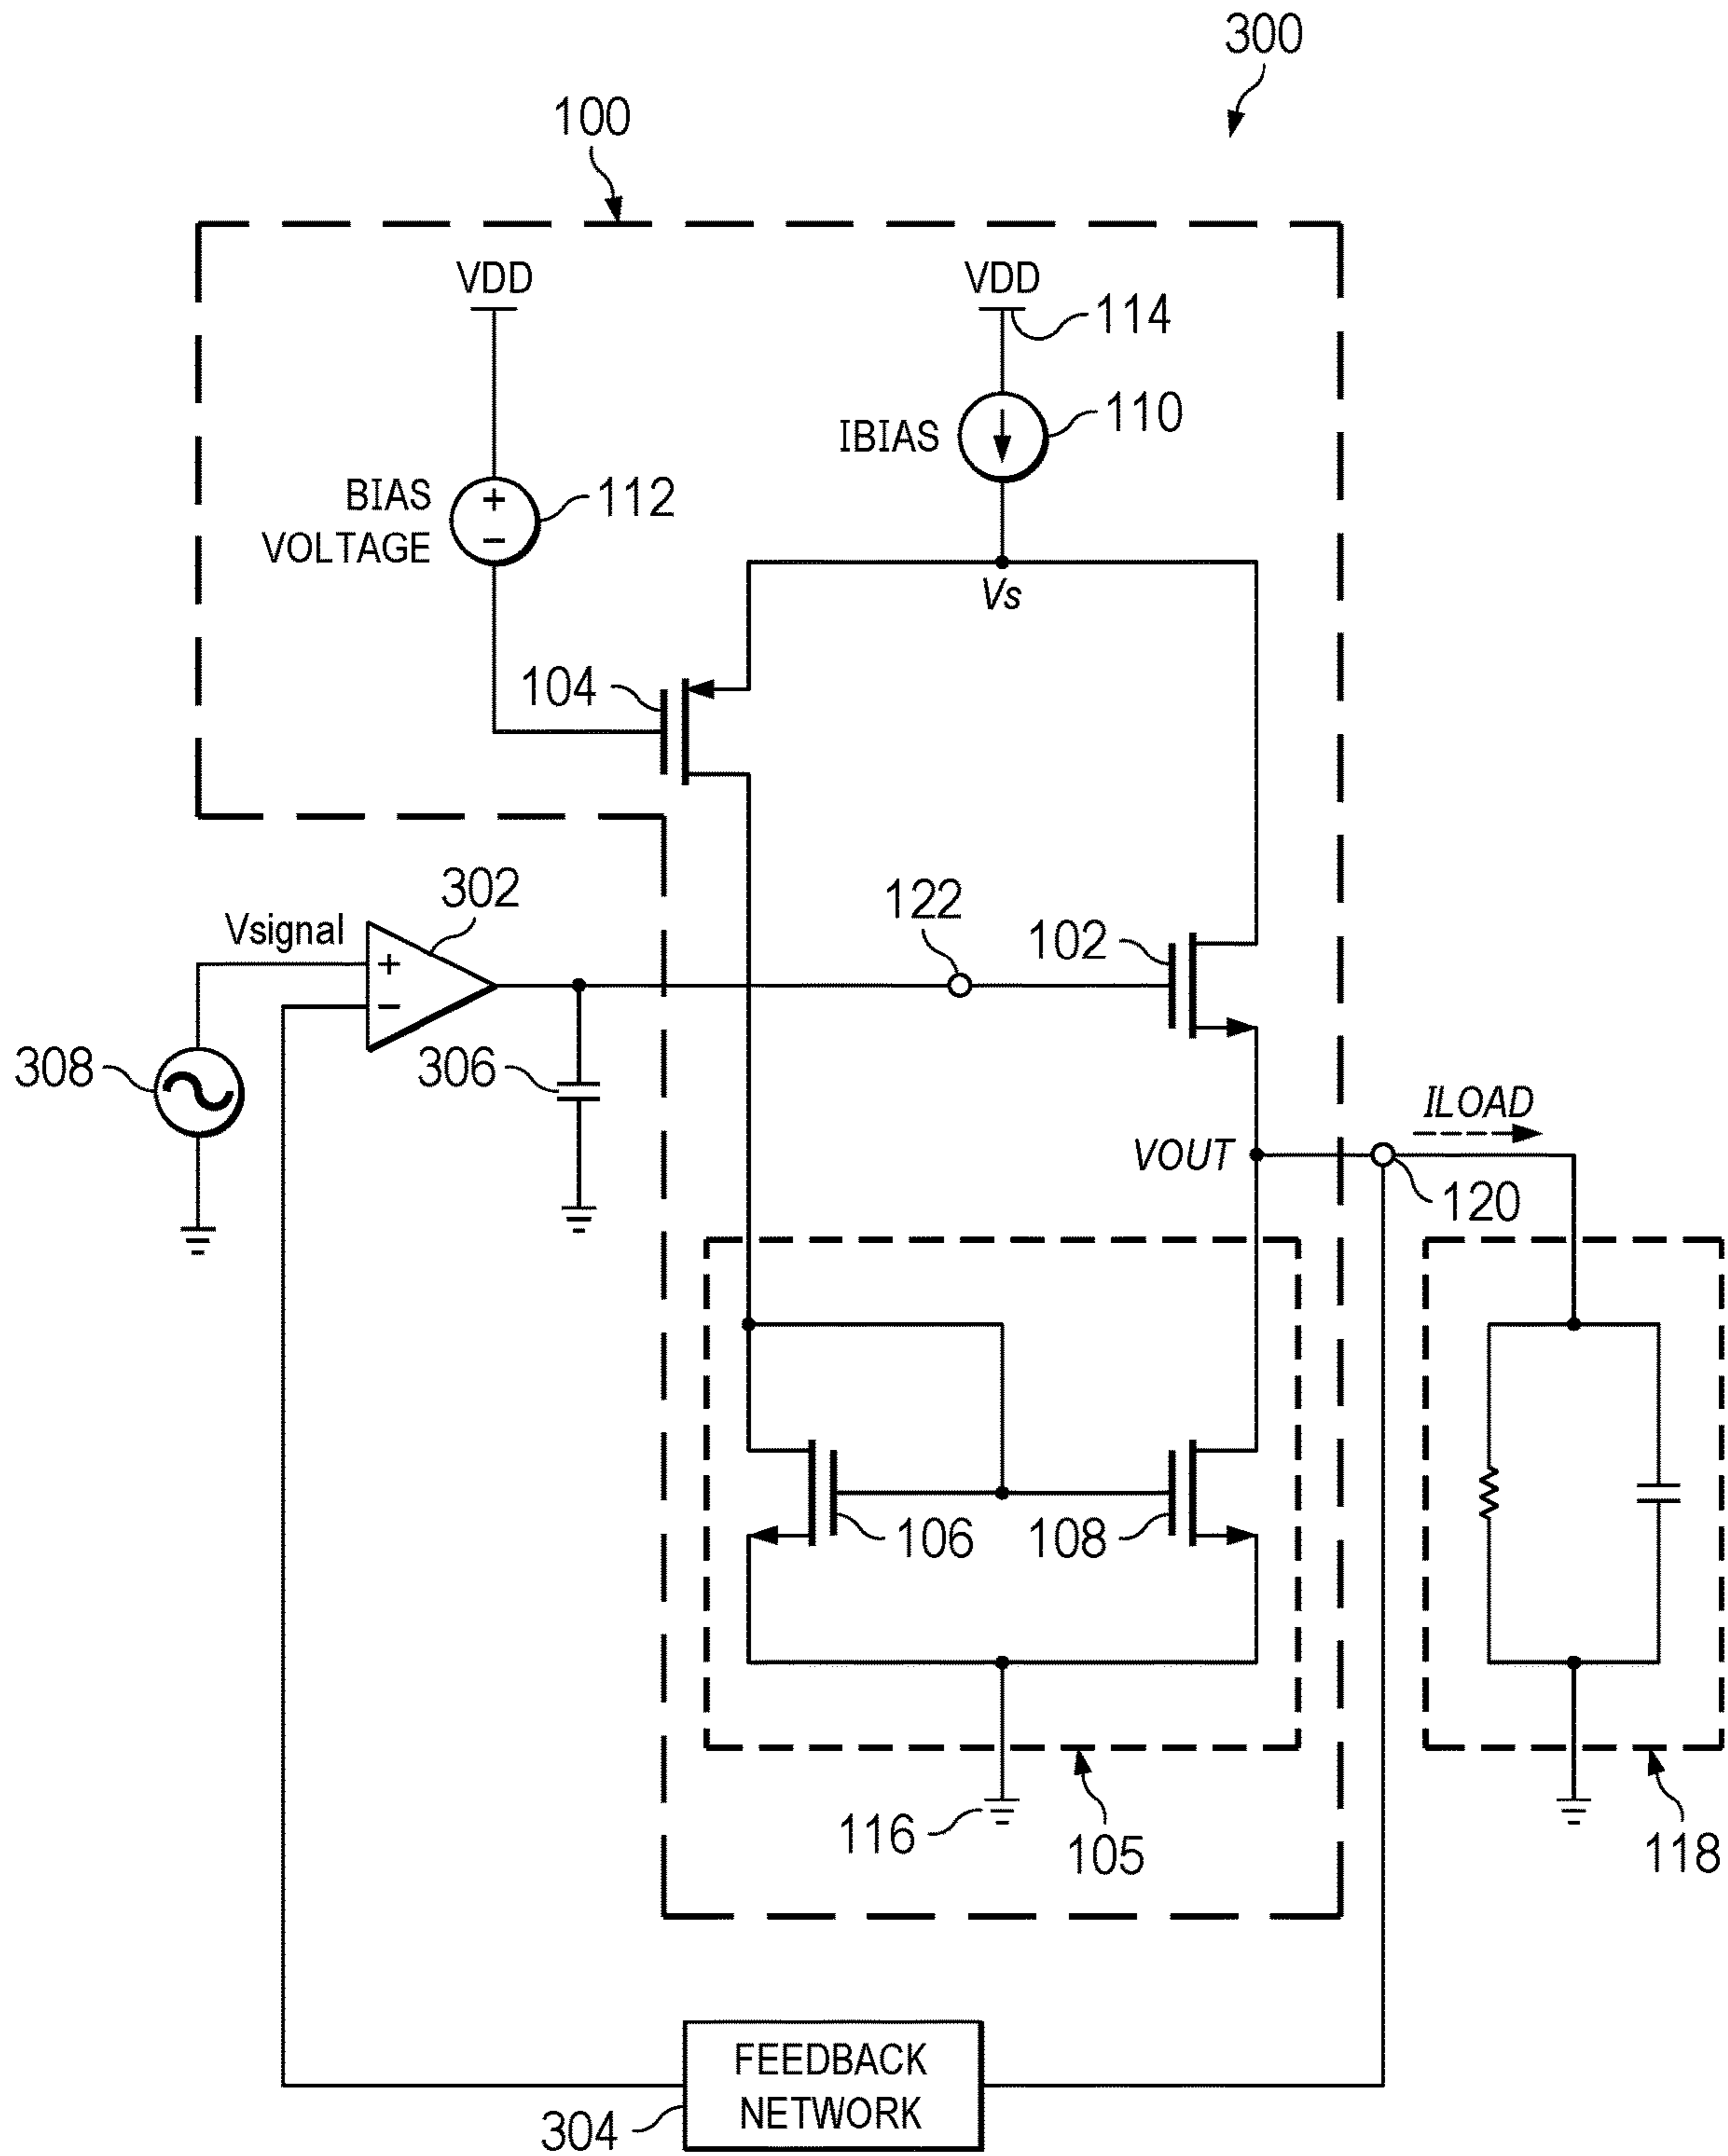 300
100
VDD
VDD
114
IBIAS
110
BIAS
VOLTAGE
+
−
112
Vs
104
302
Vsignal
+
−
122
102
308
306
ILOAD
VOUT
120
106
108
116
105
118
FEEDBACK
NETWORK
304